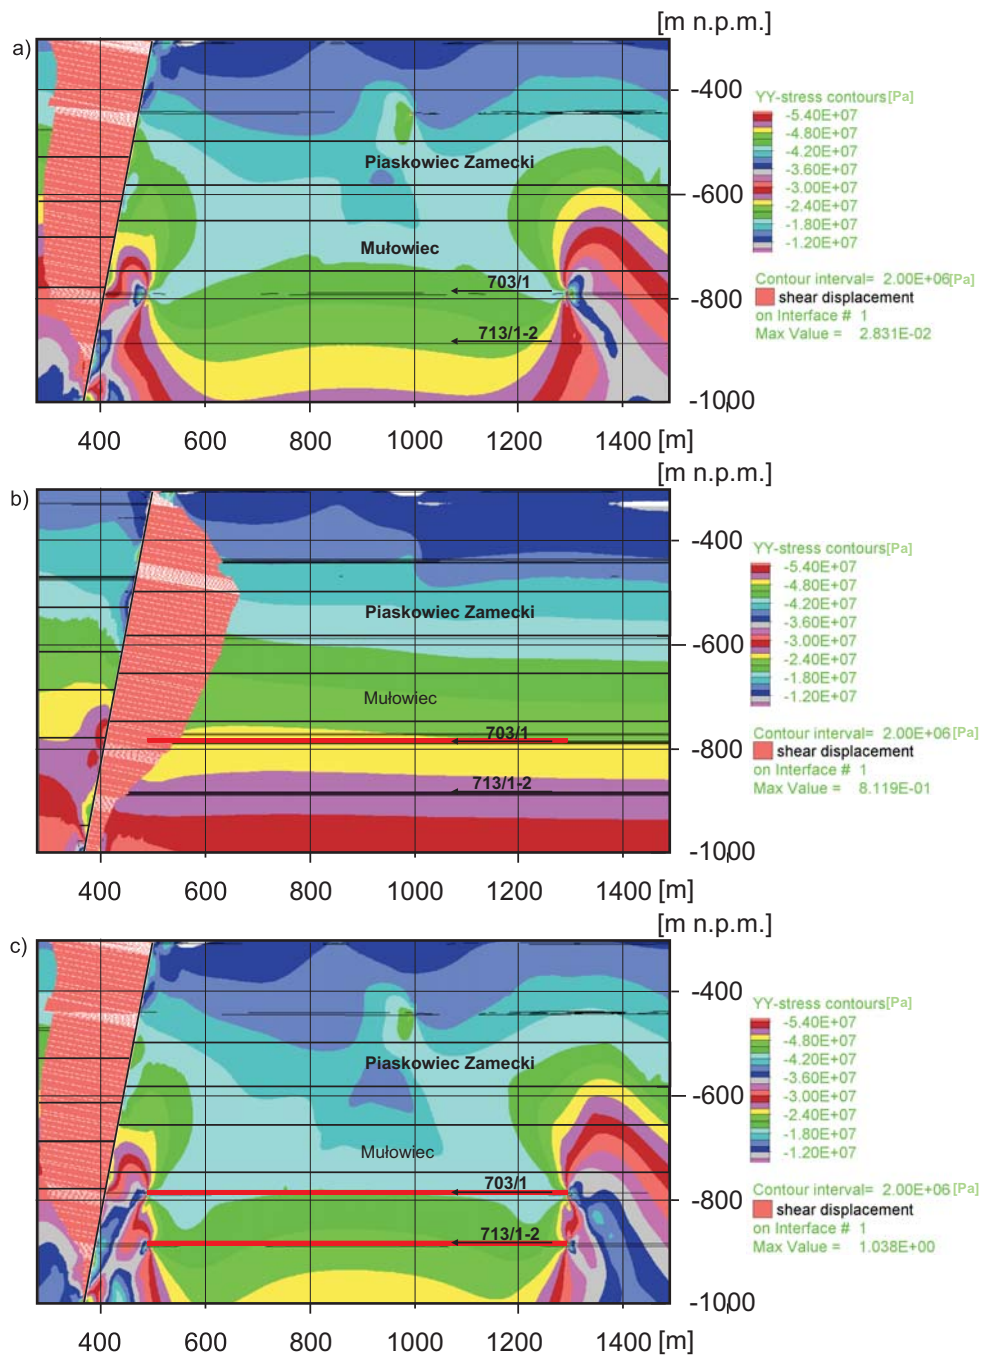 [m n.p.m.]
a)
-400
YY-stress contours[Pa]
-5.40E+07
-4.80E+07
-4.20E+07
-3.60E+07
-3.00E+07
-2.40E+07
-1.80E+07
-1.20E+07
Piaskowiec Zamecki
-600
Mułowiec
703/1
Contour interval= 2.00E+06[Pa]
shear displacement
on Interface # 1
Max Value = 2.831E-02
-800
713/1-2
-1000
400 600 800 1000 1200 1400 [m]
[m n.p.m.]
b)
-400
YY-stress contours[Pa]
-5.40E+07
-4.80E+07
-4.20E+07
-3.60E+07
-3.00E+07
-2.40E+07
-1.80E+07
-1.20E+07
Piaskowiec Zamecki
-600
Mułowiec
703/1
Contour interval= 2.00E+06[Pa]
shear displacement
on Interface # 1
Max Value = 8.119E-01
-800
713/1-2
-1000
400 600 800 1000 1200 1400 [m]
[m n.p.m.]
c)
-400
YY-stress contours[Pa]
-5.40E+07
-4.80E+07
-4.20E+07
-3.60E+07
-3.00E+07
-2.40E+07
-1.80E+07
-1.20E+07
Piaskowiec Zamecki
-600
Mułowiec
703/1
Contour interval= 2.00E+06 [Pa]
shear displacement
on Interface # 1
Max Value = 1.038E+00
-800
713/1-2
-1000
400 600 800 1000 1200 1400 [m]